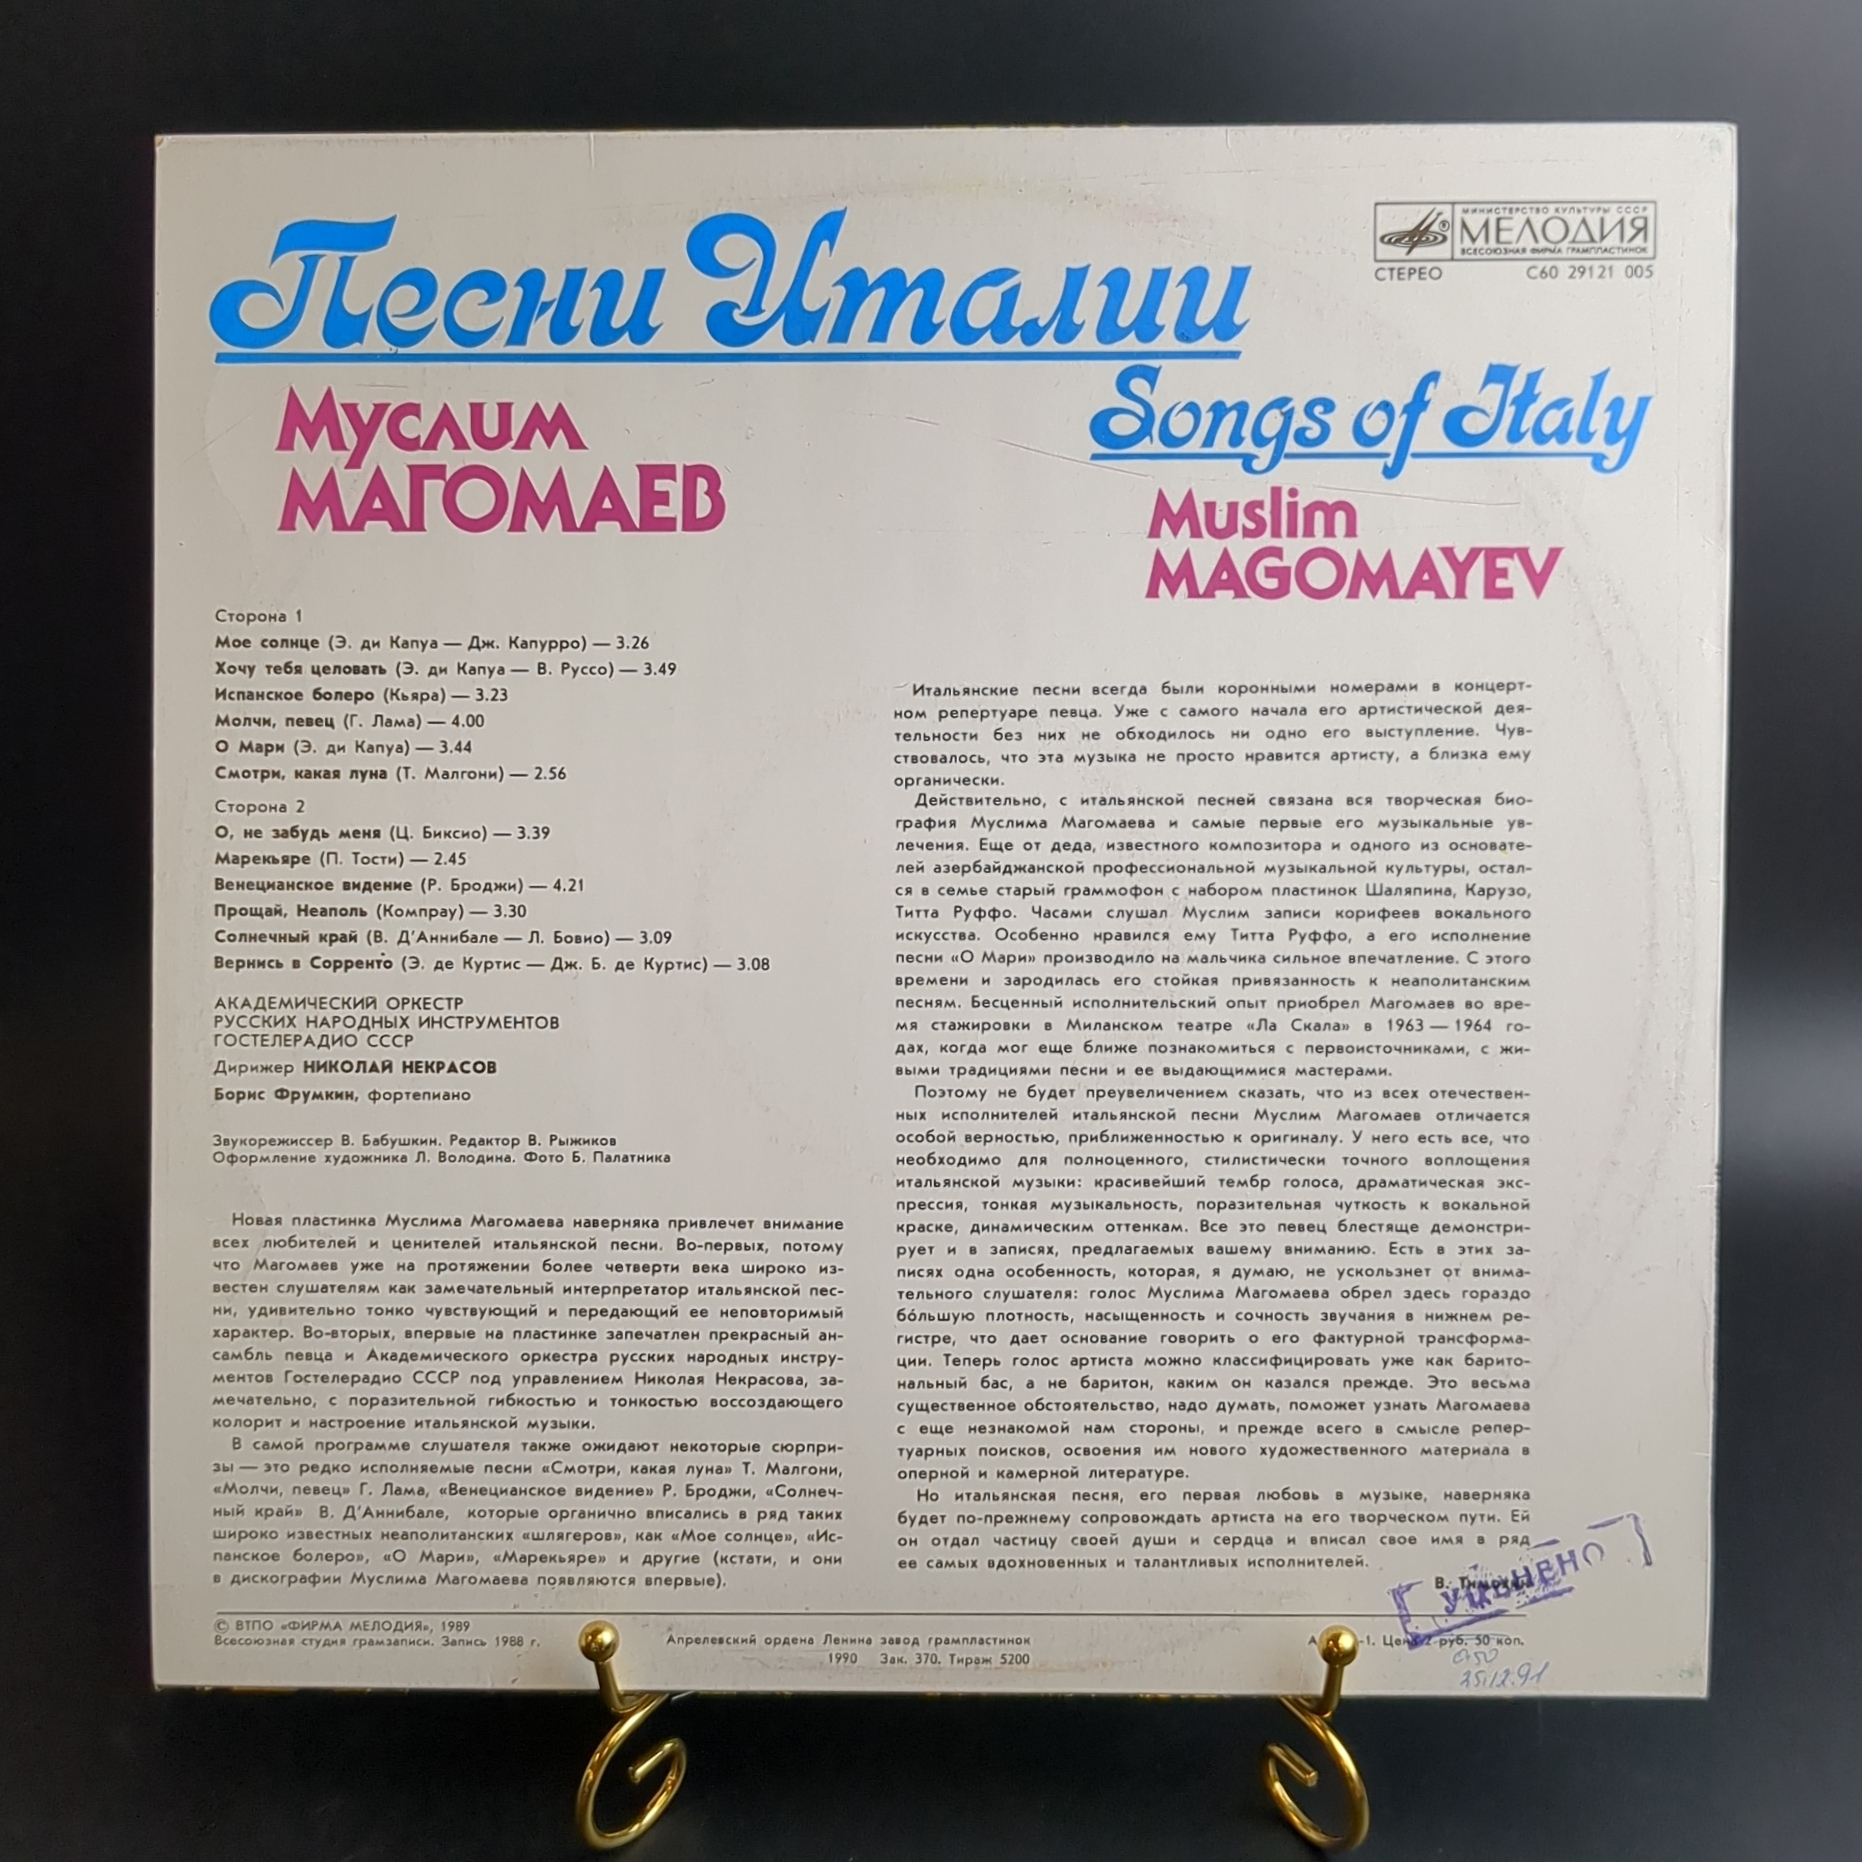 Песни Италии
МИНИСТЕРСТВО КУЛЬТУРЫ СССР
МЕЛОДИЯ
ВСЕСОЮЗНАЯ ФИРМА ГРАМПЛАСТИНОК
СТЕРЕО С60 29121 005
Songs of Italy
Муслим
МАГОМАЕВ
Muslim
MAGOMAYEV
Сторона 1
Мое солнце (Э. ди Капуа — Дж. Капурро) — 3.26
Хочу тебя целовать (Э. ди Капуа — В. Руссо) — 3.49
Испанское болеро (Кьяра) — 3.23
Молчи, певец (Г. Лама) — 4.00
О Мари (Э. ди Капуа) — 3.44
Смотри, какая луна (Т. Малгони) — 2.56
Сторона 2
О, не забудь меня (Ц. Биксио) — 3.39
Марекьяре (П. Тости) — 2.45
Венецианское видение (Р. Броджи) — 4.21
Прощай, Неаполь (Компрау) — 3.30
Солнечный край (В. Д'Аннибале — Л. Бовио) — 3.09
Вернись в Сорренто (Э. де Куртис — Дж. Б. де Куртис) — 3.08
АКАДЕМИЧЕСКИЙ ОРКЕСТР
РУССКИХ НАРОДНЫХ ИНСТРУМЕНТОВ
ГОСТЕЛЕРАДИО СССР
Дирижер НИКОЛАЙ НЕКРАСОВ
Борис Фрумкин, фортепиано
Звукорежиссер В. Бабушкин. Редактор В. Рыжиков
Оформление художника Л. Володина. Фото Б. Палатника
Новая пластинка Муслима Магомаева наверняка привлечет внимание
всех любителей и ценителей итальянской песни. Во-первых, потому
что Магомаев уже на протяжении более четверти века широко из-
вестен слушателям как замечательный интерпретатор итальянской пес-
ни, удивительно тонко чувствующий и передающий ее неповторимый
характер. Во-вторых, впервые на пластинке запечатлен прекрасный ан-
самбль певца и Академического оркестра русских народных инстру-
ментов Гостелерадио СССР под управлением Николая Некрасова, за-
мечательно, с поразительной гибкостью и тонкостью воссоздающего
колорит и настроение итальянской музыки.
В самой программе слушателя также ожидают некоторые сюрпри-
зы — это редко исполняемые песни «Смотри, какая луна» Т. Малгони,
«Молчи, певец» Г. Лама, «Венецианское видение» Р. Броджи, «Солнеч-
ный край» В. Д'Аннибале, которые органично вписались в ряд таких
широко известных неаполитанских «шлягеров», как «Мое солнце», «Ис-
панское болеро», «О Мари», «Марекьяре» и другие (кстати, и они
в дискографии Муслима Магомаева появляются впервые).
Итальянские песни всегда были коронными номерами в концерт-
ном репертуаре певца. Уже с самого начала его артистической дея-
тельности без них не обходилось ни одно его выступление. Чув-
ствовалось, что эта музыка не просто нравится артисту, а близка ему
органически.
Действительно, с итальянской песней связана вся творческая био-
графия Муслима Магомаева и самые первые его музыкальные ув-
лечения. Еще от деда, известного композитора и одного из основате-
лей азербайджанской профессиональной музыкальной культуры, остал-
ся в семье старый граммофон с набором пластинок Шаляпина, Карузо,
Титта Руффо. Часами слушал Муслим записи корифеев вокального
искусства. Особенно нравился ему Титта Руффо, а его исполнение
песни «О Мари» производило на мальчика сильное впечатление. С этого
времени и зародилась его стойкая привязанность к неаполитанским
песням. Бесценный исполнительский опыт приобрел Магомаев во вре-
мя стажировки в Миланском театре «Ла Скала» в 1963 — 1964 го-
дах, когда мог еще ближе познакомиться с первоисточниками, с жи-
выми традициями песни и ее выдающимися мастерами.
Поэтому не будет преувеличением сказать, что из всех отечествен-
ных исполнителей итальянской песни Муслим Магомаев отличается
особой верностью, приближенностью к оригиналу. У него есть все, что
необходимо для полноценного, стилистически точного воплощения
итальянской музыки: красивейший тембр голоса, драматическая экс-
прессия, тонкая музыкальность, поразительная чуткость к вокальной
краске, динамическим оттенкам. Все это певец блестяще демонстри-
рует и в записях, предлагаемых вашему вниманию. Есть в этих за-
писях одна особенность, которая, я думаю, не ускользнет от внима-
тельного слушателя: голос Муслима Магомаева обрел здесь гораздо
бо́льшую плотность, насыщенность и сочность звучания в нижнем ре-
гистре, что дает основание говорить о его фактурной трансформа-
ции. Теперь голос артиста можно классифицировать уже как барито-
нальный бас, а не баритон, каким он казался прежде. Это весьма
существенное обстоятельство, надо думать, поможет узнать Магомаева
с еще незнакомой нам стороны, и прежде всего в смысле репер-
туарных поисков, освоения им нового художественного материала в
оперной и камерной литературе.
Но итальянская песня, его первая любовь в музыке, наверняка
будет по-прежнему сопровождать артиста на его творческом пути. Ей
он отдал частицу своей души и сердца и вписал свое имя в ряд
ее самых вдохновенных и талантливых исполнителей.
В.
УЦЕНЕНО
© ВТПО «ФИРМА МЕЛОДИЯ», 1989
Всесоюзная студия грамзаписи. Запись 1988 г.
Апрелевский ордена Ленина завод грампластинок
1990 Зак. 370. Тираж 5200
-1. Цена 2 руб. 50 коп.
25.12.91